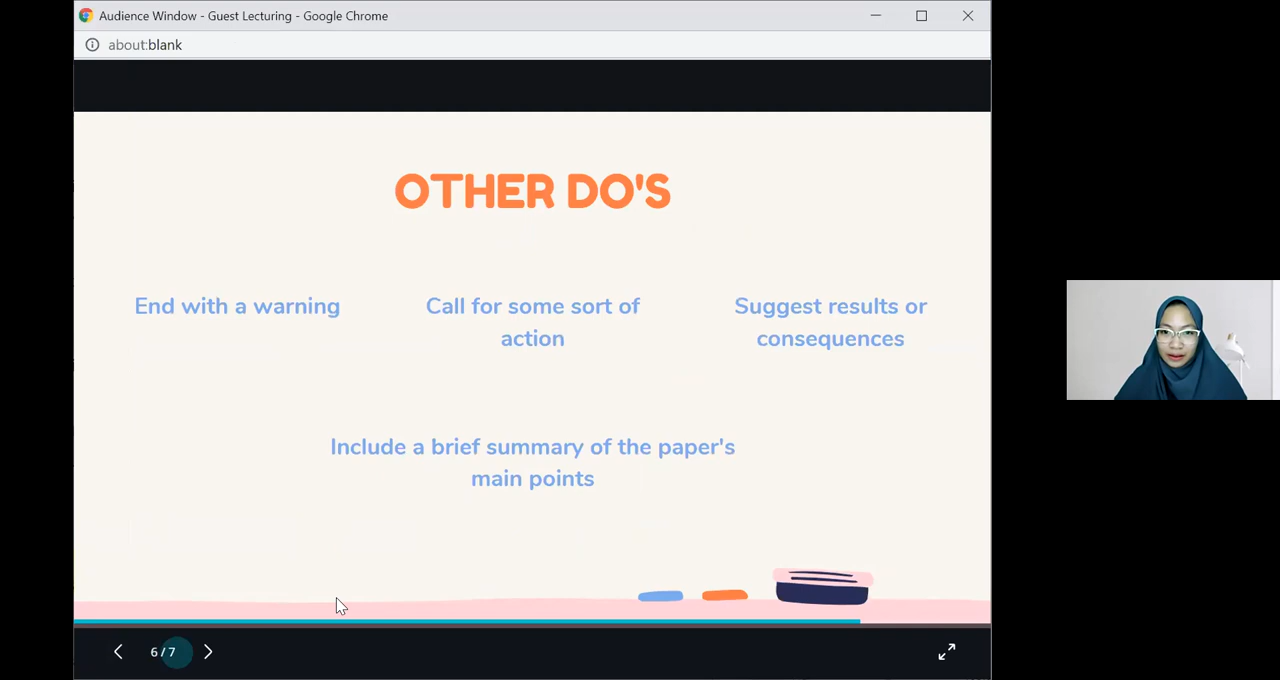 Audience Window - Guest Lecturing - Google Chrome
about:blank
OTHER DO'S
End with a warning
Call for some sort of
action
Suggest results or
consequences
Include a brief summary of the paper's
main points
6 / 7